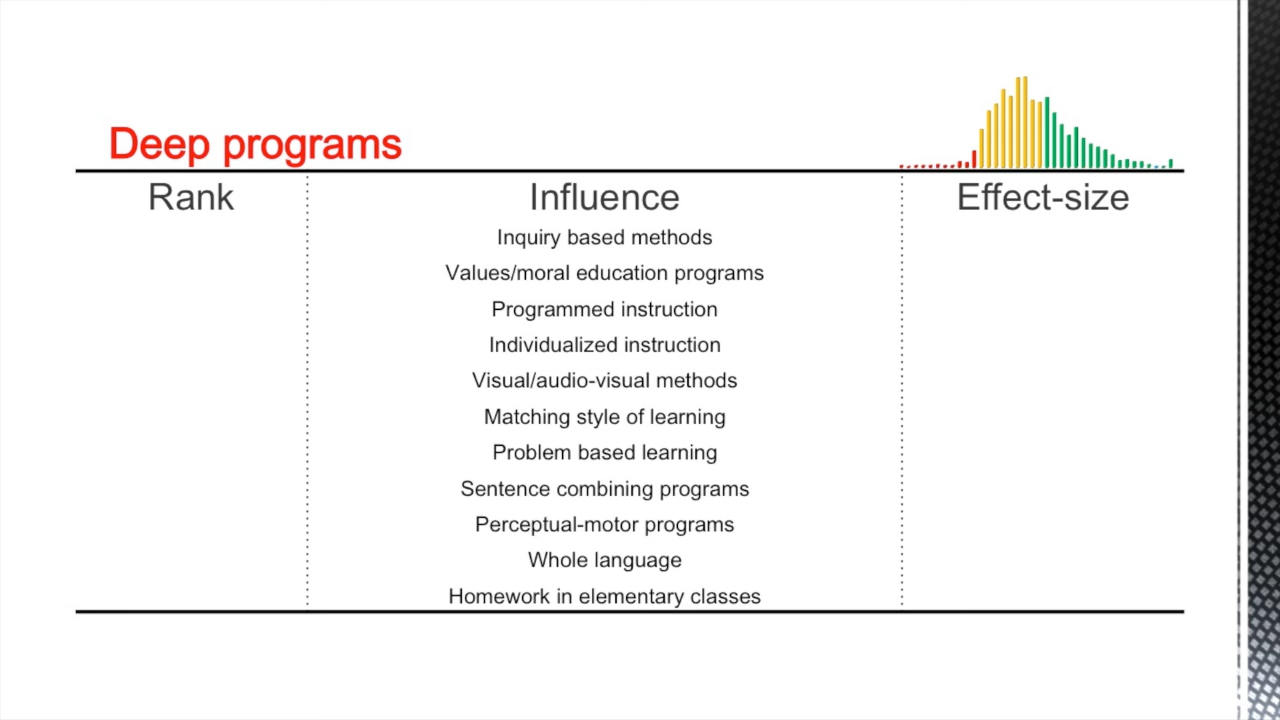 Deep programs
Rank Influence Effect-size
Inquiry based methods
Values/moral education programs
Programmed instruction
Individualized instruction
Visual/audio-visual methods
Matching style of learning
Problem based learning
Sentence combining programs
Perceptual-motor programs
Whole language
Homework in elementary classes